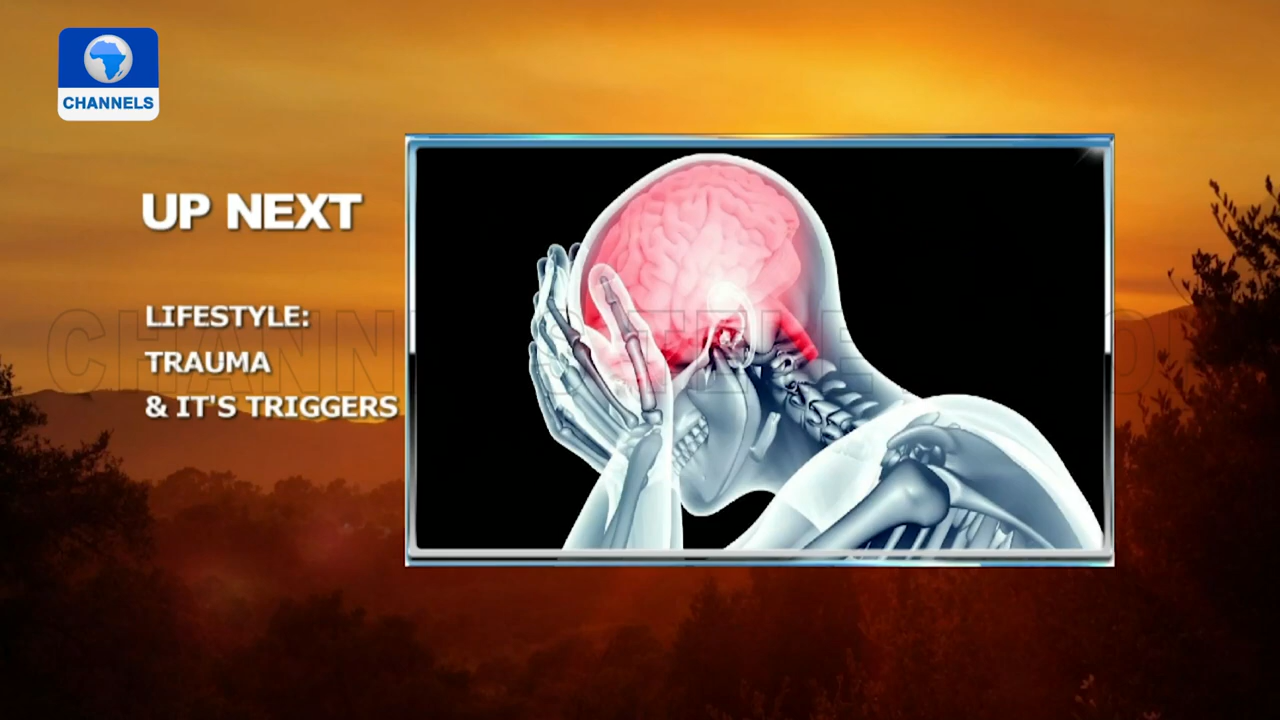 CHANNELS
UP NEXT
LIFESTYLE:
TRAUMA
& IT'S TRIGGERS